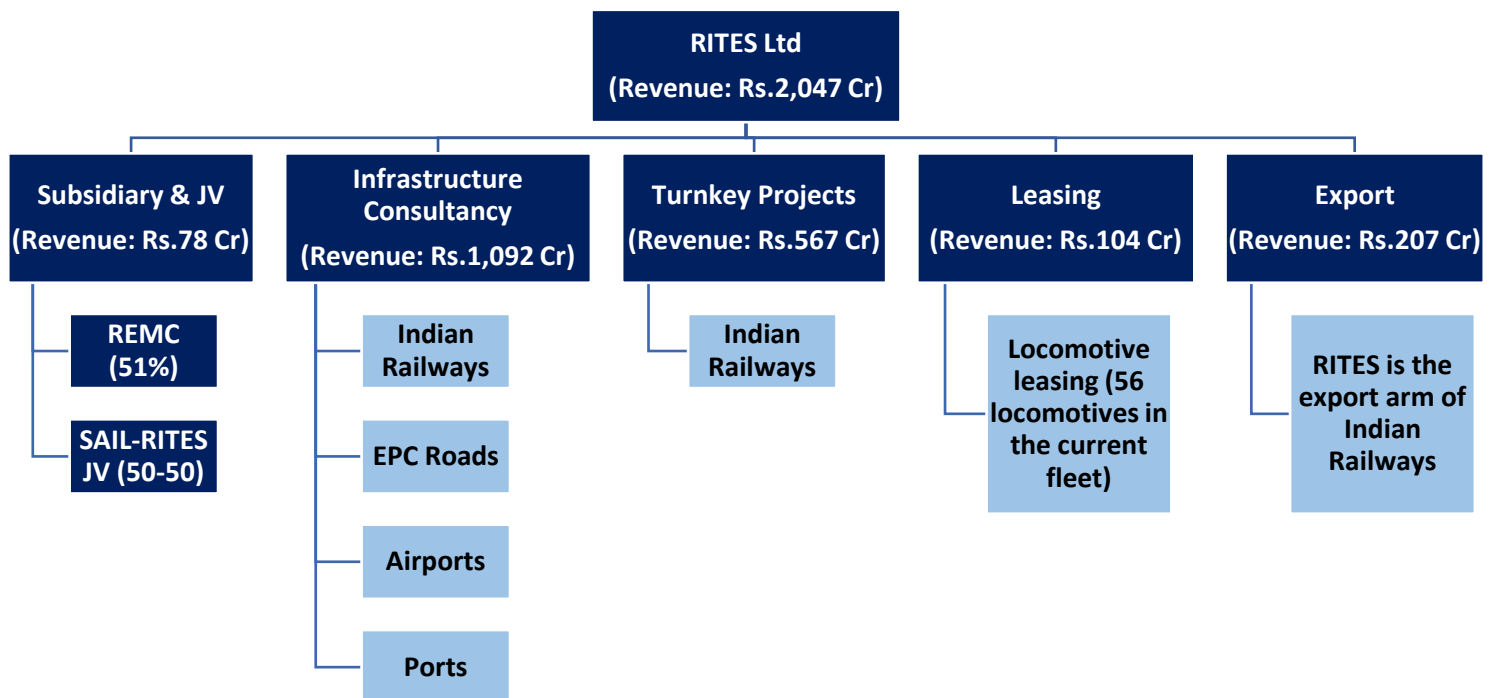 RITES Ltd
(Revenue: Rs.2,047 Cr)
Subsidiary & JV
(Revenue: Rs.78 Cr)
Infrastructure
Consultancy
(Revenue: Rs.1,092 Cr)
Turnkey Projects
(Revenue: Rs.567 Cr)
Leasing
(Revenue: Rs.104 Cr)
Export
(Revenue: Rs.207 Cr)
REMC
(51%)
SAIL-RITES
JV (50-50)
Indian
Railways
EPC Roads
Airports
Ports
Indian
Railways
Locomotive
leasing (56
locomotives in
the current
fleet)
RITES is the
export arm of
Indian
Railways